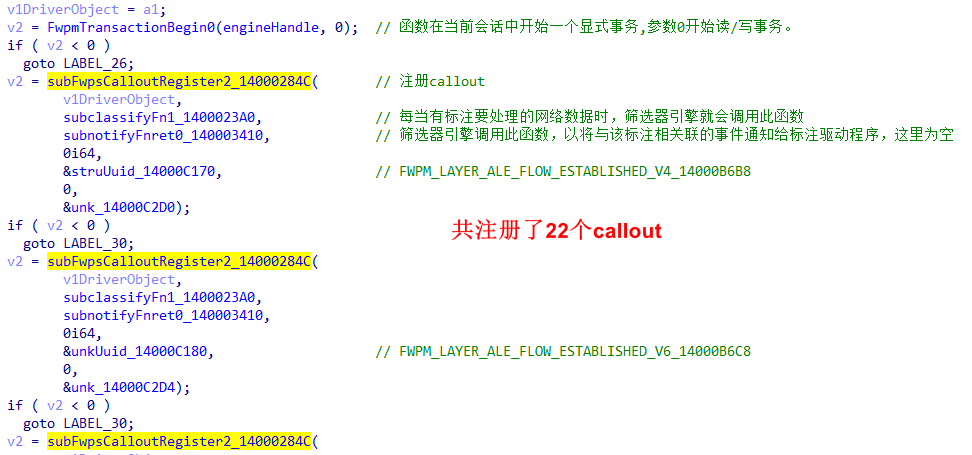 v1DriverObject = a1;
v2 = FwpmTransactionBegin0(engineHandle, 0);  // 函数在当前会话中开始一个显式事务,参数0开始读/写事务。
if ( v2 < 0 )
  goto LABEL_26;
v2 = subFwpsCalloutRegister2_14000284C(       // 注册callout
       v1DriverObject,
       subclassifyFn1_1400023A0,              // 每当有标注要处理的网络数据时，筛选器引擎就会调用此函数
       subnotifyFnret0_140003410,             // 筛选器引擎调用此函数，以将与该标注相关联的事件通知给标注驱动程序，这里为空
       0i64,
       &struUuid_14000C170,                   // FWPM_LAYER_ALE_FLOW_ESTABLISHED_V4_14000B6B8
       0,
       &unk_14000C2D0);
if ( v2 < 0 )
共注册了22个callout
  goto LABEL_30;
v2 = subFwpsCalloutRegister2_14000284C(
       v1DriverObject,
       subclassifyFn1_1400023A0,
       subnotifyFnret0_140003410,
       0i64,
       &unkUuid_14000C180,                    // FWPM_LAYER_ALE_FLOW_ESTABLISHED_V6_14000B6C8
       0,
       &unk_14000C2D4);
if ( v2 < 0 )
  goto LABEL_30;
v2 = subFwpsCalloutRegister2_14000284C(